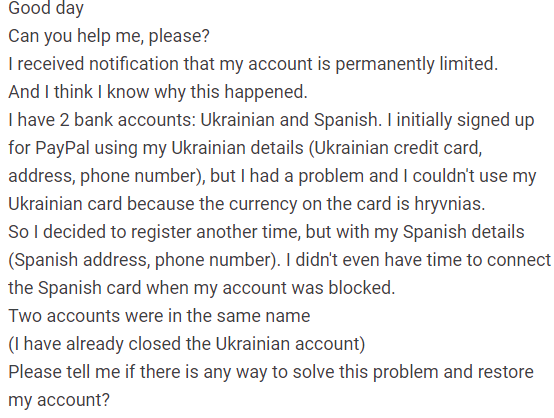 Good day
Can you help me, please?
I received notification that my account is permanently limited.
And I think I know why this happened.
I have 2 bank accounts: Ukrainian and Spanish. I initially signed up
for PayPal using my Ukrainian details (Ukrainian credit card,
address, phone number), but I had a problem and I couldn't use my
Ukrainian card because the currency on the card is hryvnias.
So I decided to register another time, but with my Spanish details
(Spanish address, phone number). I didn't even have time to connect
the Spanish card when my account was blocked.
Two accounts were in the same name
(I have already closed the Ukrainian account)
Please tell me if there is any way to solve this problem and restore
my account?